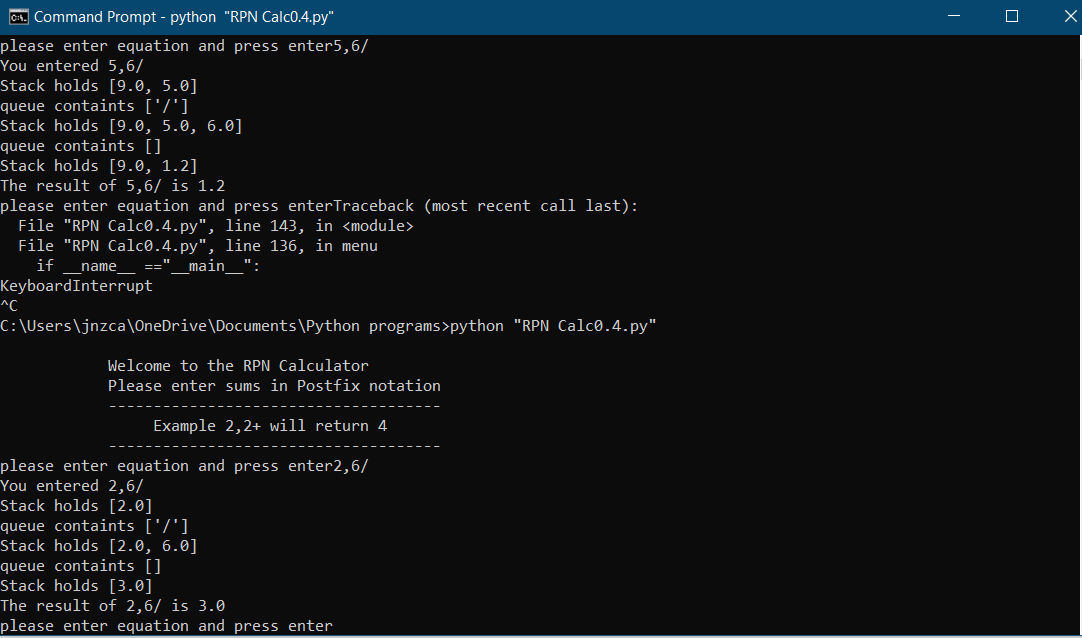 Command Prompt - python "RPN Calc0.4.py"
please enter equation and press enter5,6/
You entered 5,6/
Stack holds [9.0, 5.0]
queue containts ['/']
Stack holds [9.0, 5.0, 6.0]
queue containts []
Stack holds [9.0, 1.2]
The result of 5,6/ is 1.2
please enter equation and press enterTraceback (most recent call last):
  File "RPN Calc0.4.py", line 143, in <module>
  File "RPN Calc0.4.py", line 136, in menu
    if __name__ =="__main__":
KeyboardInterrupt
^C
C:\Users\jnzca\OneDrive\Documents\Python programs>python "RPN Calc0.4.py"
            Welcome to the RPN Calculator
            Please enter sums in Postfix notation
            -------------------------------------
                 Example 2,2+ will return 4
            -------------------------------------
please enter equation and press enter2,6/
You entered 2,6/
Stack holds [2.0]
queue containts ['/']
Stack holds [2.0, 6.0]
queue containts []
Stack holds [3.0]
The result of 2,6/ is 3.0
please enter equation and press enter